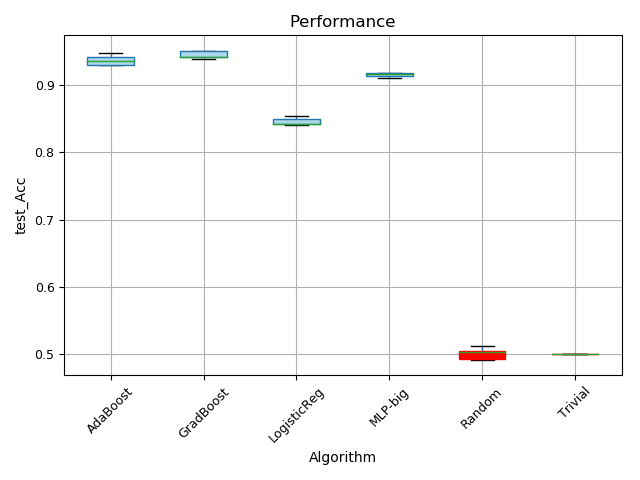 Performance
test_Acc
0.9
0.8
0.7
0.6
0.5
AdaBoost
GradBoost
LogisticReg
MLP-big
Random
Trivial
Algorithm